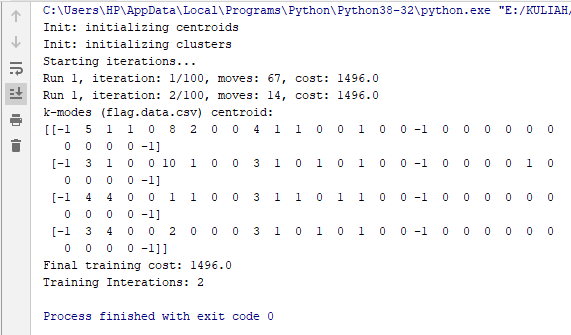 C:\Users\HP\AppData\Local\Programs\Python\Python38-32\python.exe "E:/KULIAH/
Init: initializing centroids
Init: initializing clusters
Starting iterations...
Run 1, iteration: 1/100, moves: 67, cost: 1496.0
Run 1, iteration: 2/100, moves: 14, cost: 1496.0
k-modes (flag.data.csv) centroid:
[[-1  5  1  1  0  8  2  0  0  4  1  1  0  0  1  0  0 -1  0  0  0  0  0  0
   0  0  0  0 -1]
 [-1  3  1  0  0 10  1  0  0  3  1  0  1  0  1  0  0 -1  0  0  0  0  1  0
   0  0  0  0 -1]
 [-1  4  4  0  0  1  1  0  0  3  1  1  0  1  1  0  0 -1  0  0  0  0  0  0
   0  0  0  0 -1]
 [-1  3  4  0  0  2  0  0  0  3  1  0  1  0  1  0  0 -1  0  0  0  0  0  0
   0  0  0  0 -1]]
Final training cost: 1496.0
Training Interations: 2
Process finished with exit code 0